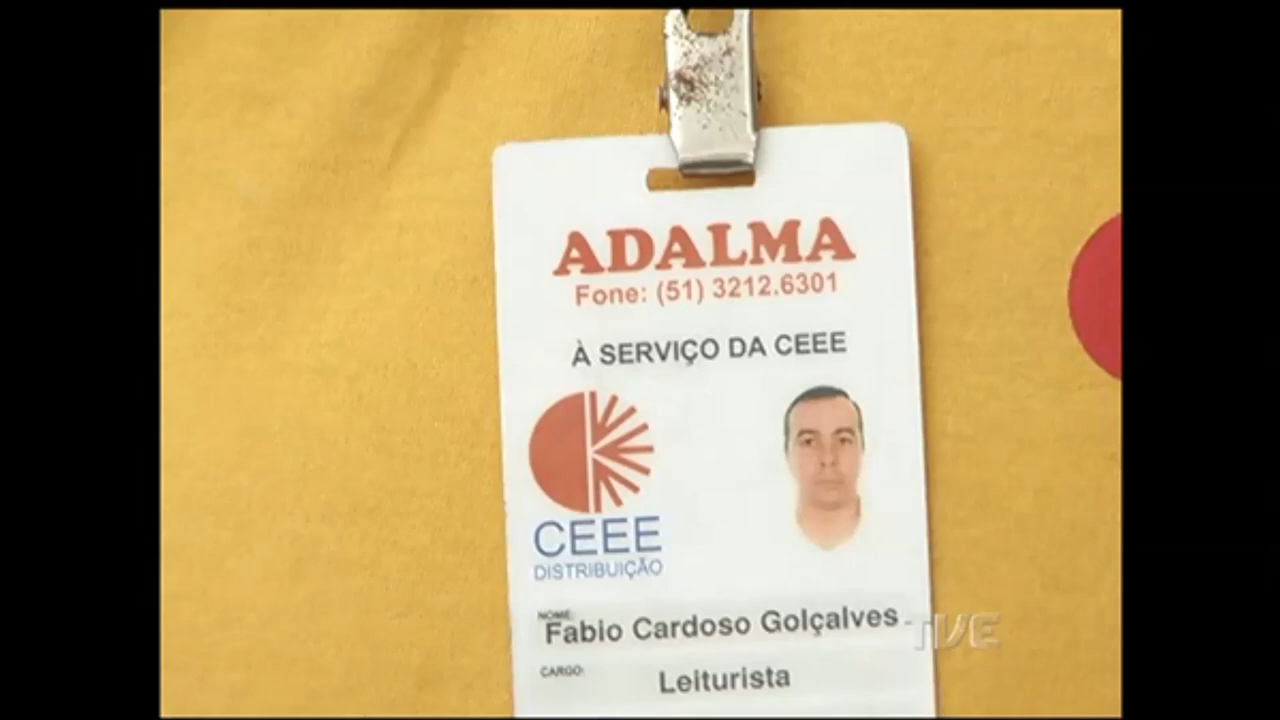 ADALMA
Fone: (51) 3212.6301
À SERVIÇO DA CEEE
CEEE
DISTRIBUIÇÃO
NOME:
Fabio Cardoso Golçalves
TVE
CARGO:
Leiturista